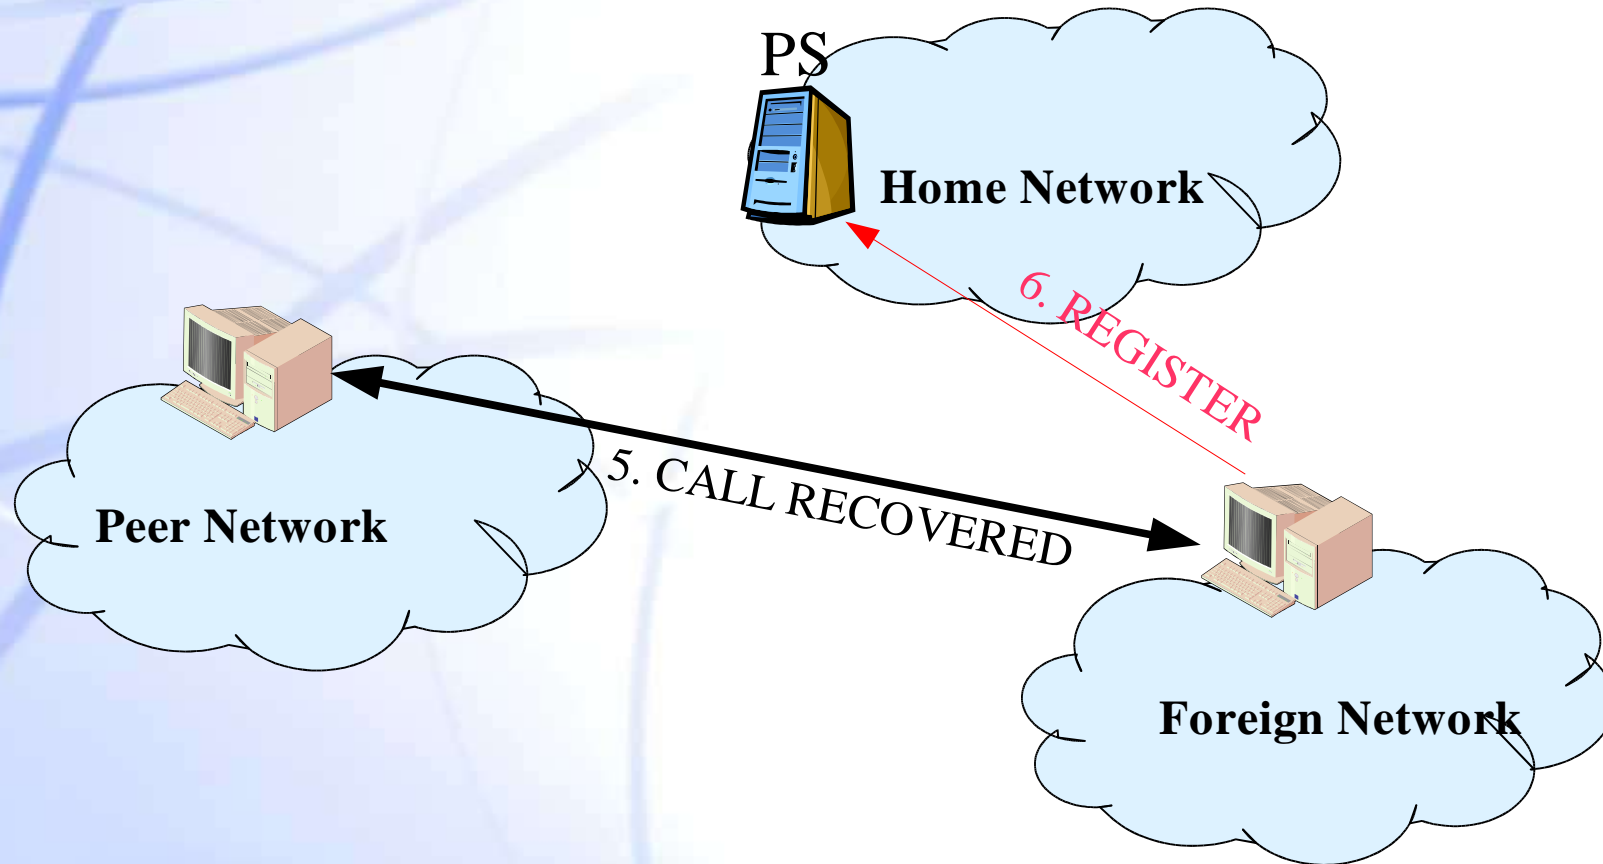 PS
Home Network
6. REGISTER
5. CALL RECOVERED
Peer Network
Foreign Network